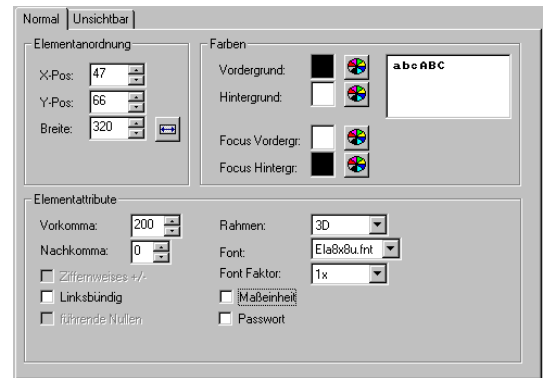 Normal Unsichtbar
Elementanordnung
X-Pos: 47
Y-Pos: 66
Breite: 320
Farben
Vordergrund:
Hintergrund:
Focus Vordergr:
Focus Hintergr:
abcABC
Elementattribute
Vorkomma: 200
Nachkomma: 0
Ziffernweises +/-
Linksbündig
führende Nullen
Rahmen: 3D
Font: Ela8x8u.fnt
Font Faktor: 1x
Maßeinheit
Passwort